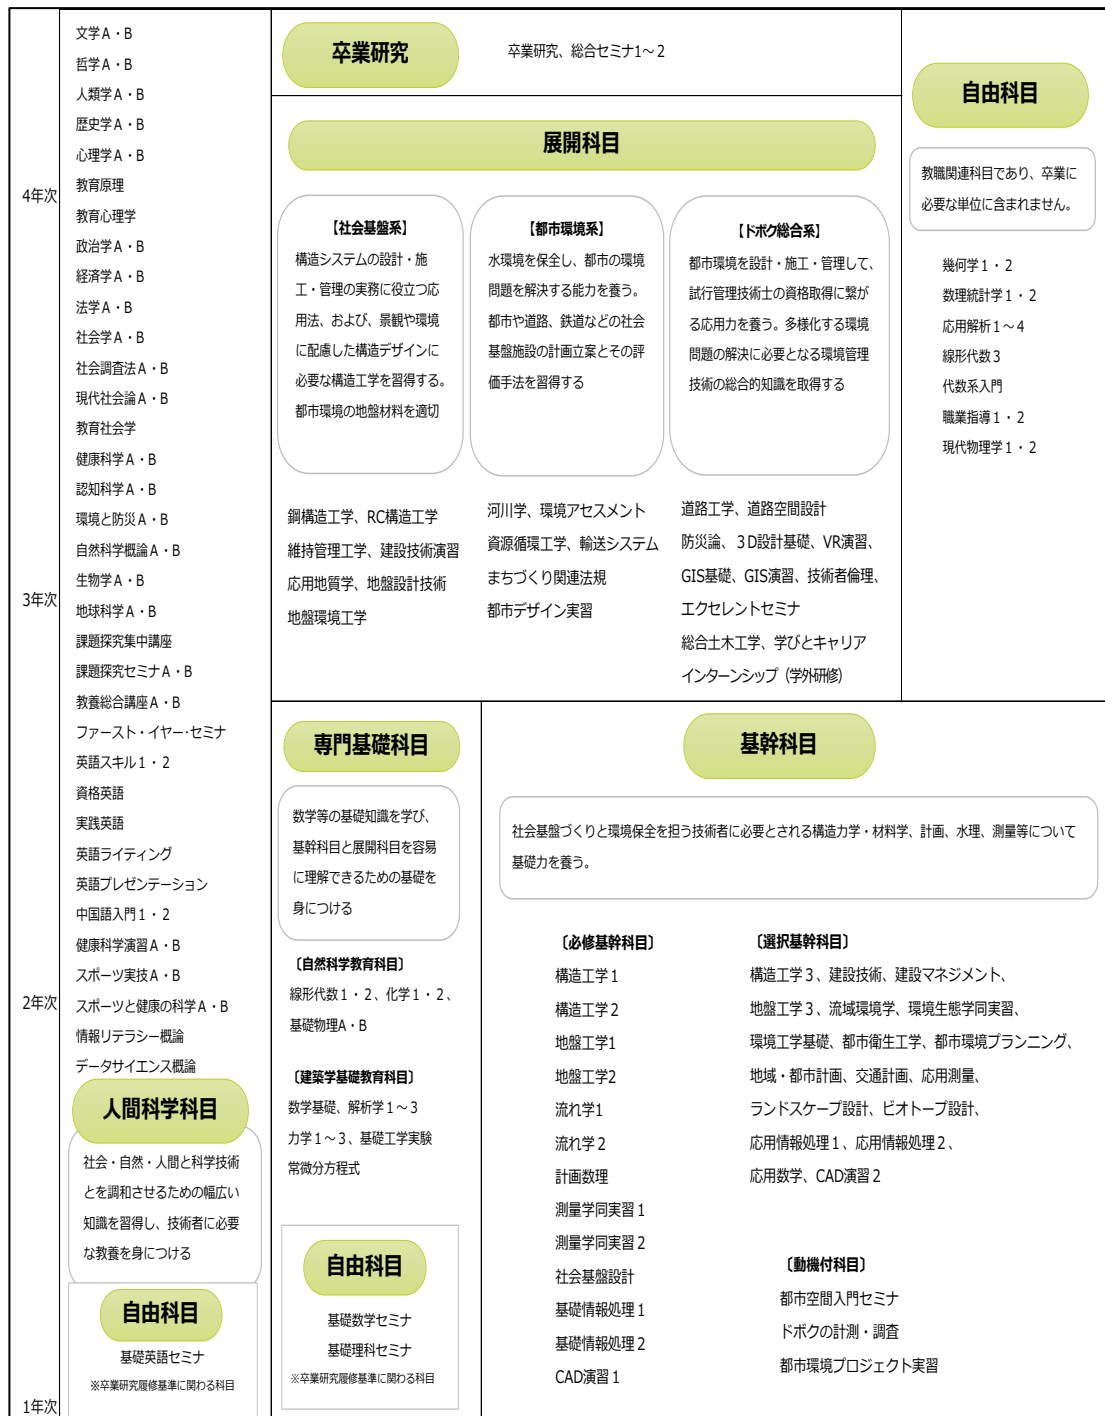 4年次
3年次
2年次
1年次
文学A・B
哲学A・B
人類学A・B
歴史学A・B
心理学A・B
教育原理
教育心理学
政治学A・B
経済学A・B
法学A・B
社会学A・B
社会調査法A・B
現代社会論A・B
教育社会学
健康科学A・B
認知科学A・B
環境と防災A・B
自然科学概論A・B
生物学A・B
地球科学A・B
課題探究集中講座
課題探究セミナA・B
教養総合講座A・B
ファースト・イヤー・セミナ
英語スキル1・2
資格英語
実践英語
英語ライティング
英語プレゼンテーション
中国語入門1・2
健康科学演習A・B
スポーツ実技A・B
スポーツと健康の科学A・B
情報リテラシー概論
データサイエンス概論
人間科学科目
社会・自然・人間と科学技術
とを調和させるための幅広い
知識を習得し、技術者に必要
な教養を身につける
自由科目
基礎英語セミナ
※卒業研究履修基準に関わる科目
卒業研究
卒業研究、総合セミナ1～2
展開科目
【社会基盤系】
構造システムの設計・施
工・管理の実務に役立つ応
用法、および、景観や環境
に配慮した構造デザインに
必要な構造工学を習得する。
都市環境の地盤材料を適切
鋼構造工学、RC構造工学
維持管理工学、建設技術演習
応用地質学、地盤設計技術
地盤環境工学
【都市環境系】
水環境を保全し、都市の環境
問題を解決する能力を養う。
都市や道路、鉄道などの社会
基盤施設の計画立案とその評
価手法を習得する
河川学、環境アセスメント
資源循環工学、輸送システム
まちづくり関連法規
都市デザイン実習
【ドボク総合系】
都市環境を設計・施工・管理して、
試行管理技術士の資格取得に繋が
る応用力を養う。多様化する環境
問題の解決に必要となる環境管理
技術の総合的知識を取得する
道路工学、道路空間設計
防災論、3D設計基礎、VR演習、
GIS基礎、GIS演習、技術者倫理、
エクセレントセミナ
総合土木工学、学びとキャリア
インターンシップ（学外研修）
自由科目
教職関連科目であり、卒業に
必要な単位に含まれません。
幾何学1・2
数理統計学1・2
応用解析1～4
線形代数3
代数系入門
職業指導1・2
現代物理学1・2
専門基礎科目
数学等の基礎知識を学び、
基幹科目と展開科目を容易
に理解できるための基礎を
身につける
〔自然科学教育科目〕
線形代数1・2、化学1・2、
基礎物理A・B
〔建築学基礎教育科目〕
数学基礎、解析学1～3
力学1～3、基礎工学実験
常微分方程式
自由科目
基礎数学セミナ
基礎理科セミナ
※卒業研究履修基準に関わる科目
基幹科目
社会基盤づくりと環境保全を担う技術者に必要とされる構造力学・材料学、計画、水理、測量等について
基礎力を養う。
〔必修基幹科目〕
構造工学1
構造工学2
地盤工学1
地盤工学2
流れ学1
流れ学2
計画数理
測量学同実習1
測量学同実習2
社会基盤設計
基礎情報処理1
基礎情報処理2
CAD演習1
〔選択基幹科目〕
構造工学3、建設技術、建設マネジメント、
地盤工学3、流域環境学、環境生態学同実習、
環境工学基礎、都市衛生工学、都市環境プランニング、
地域・都市計画、交通計画、応用測量、
ランドスケープ設計、ビオトープ設計、
応用情報処理1、応用情報処理2、
応用数学、CAD演習2
〔動機付科目〕
都市空間入門セミナ
ドボクの計測・調査
都市環境プロジェクト実習